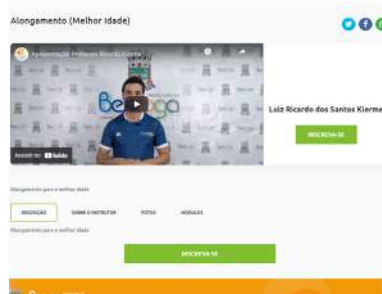 Alongamento (Melhor Idade)
Apresentação Professor Ricardo Kierme
Assistir no YouTube
Luiz Ricardo dos Santos Kierme
INSCREVA-SE
Alongamento para a melhor idade
DESCRIÇÃO SOBRE O INSTRUTOR FOTOS MÓDULOS
Alongamento para a melhor idade
INSCREVA-SE